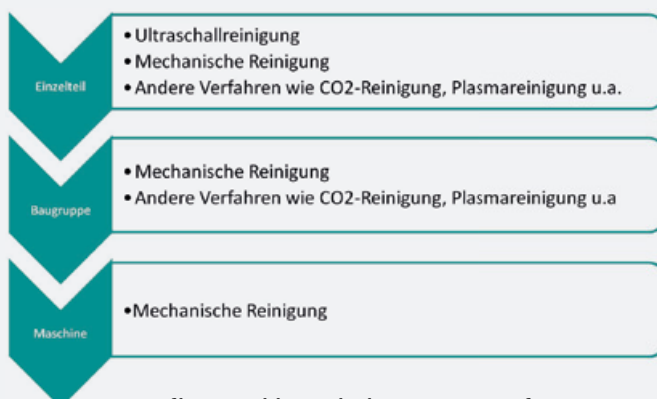 Einzelteil
•Ultraschallreinigung
•Mechanische Reinigung
•Andere Verfahren wie CO2-Reinigung, Plasmareinigung u.a.
Baugruppe
•Mechanische Reinigung
•Andere Verfahren wie CO2-Reinigung, Plasmareinigung u.a
Maschine
•Mechanische Reinigung